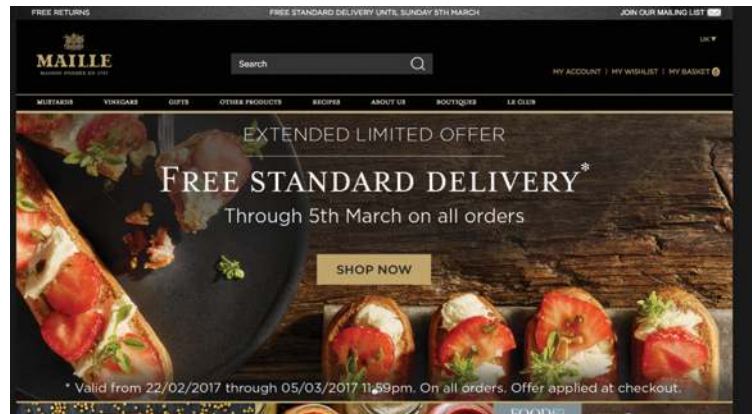 FREE RETURNS
FREE STANDARD DELIVERY UNTIL SUNDAY 5TH MARCH
JOIN OUR MAILING LIST
UK
MAILLE
Search
MY ACCOUNT | MY WISHLIST | MY BASKET 0
MUSTARDS VINEGARS GIFTS OTHER PRODUCTS RECIPES ABOUT US BOUTIQUES LE CLUB
EXTENDED LIMITED OFFER
FREE STANDARD DELIVERY*
Through 5th March on all orders
SHOP NOW
* Valid from 22/02/2017 through 05/03/2017 11:59pm. On all orders. Offer applied at checkout.